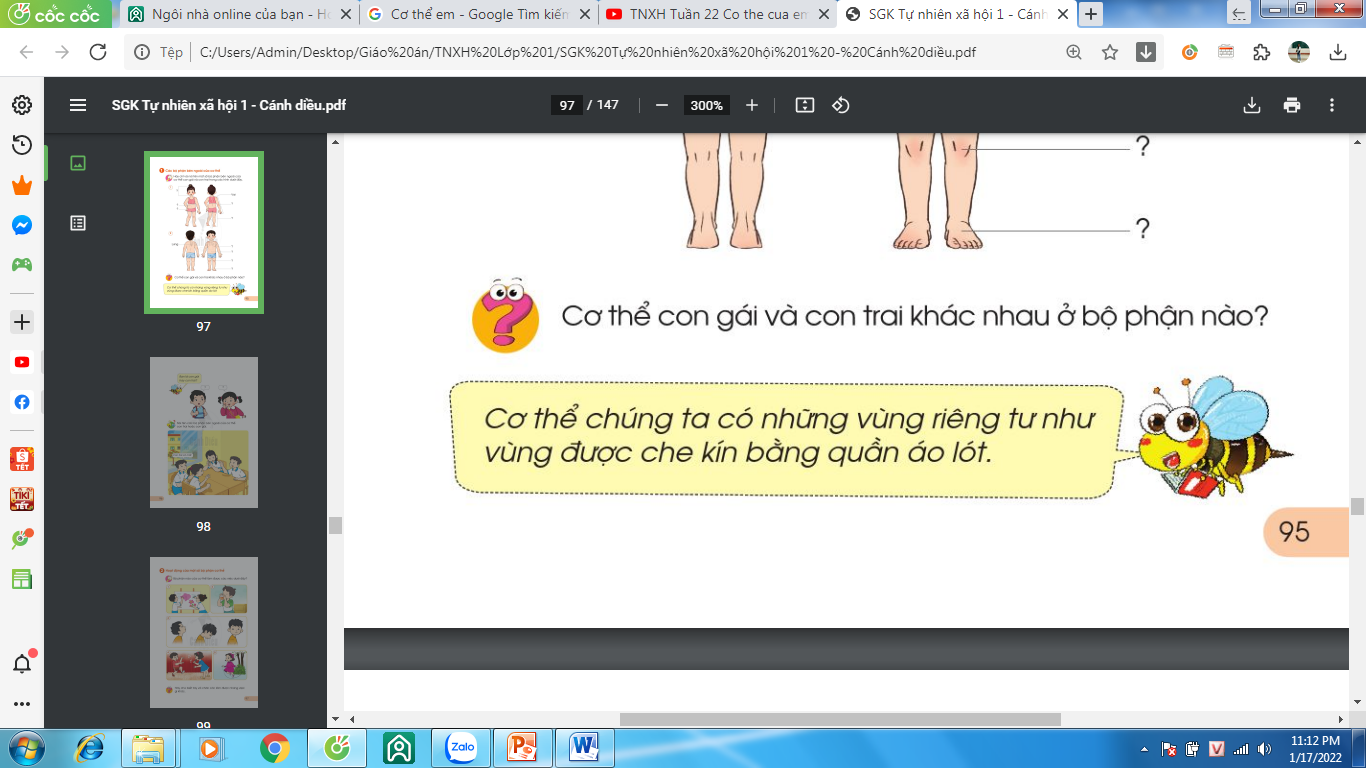 cốc cốc
Ngôi nhà online của bạn - Ho
Cơ thể em - Google Tìm kiếm
TNXH Tuần 22 Co the cua em
SGK Tự nhiên xã hội 1 - Cánh
Tệp
C:/Users/Admin/Desktop/Giáo%20án/TNXH%20Lớp%201/SGK%20Tự%20nhiên%20xã%20hội%201%20-%20Cánh%20diều.pdf
SGK Tự nhiên xã hội 1 - Cánh diều.pdf
97 / 147
300%
97
98
99
?
?
Cơ thể con gái và con trai khác nhau ở bộ phận nào?
Cơ thể chúng ta có những vùng riêng tư như
vùng được che kín bằng quần áo lót.
95
TẾT
TIKI
TẾT
Zalo
V
11:12 PM
1/17/2022